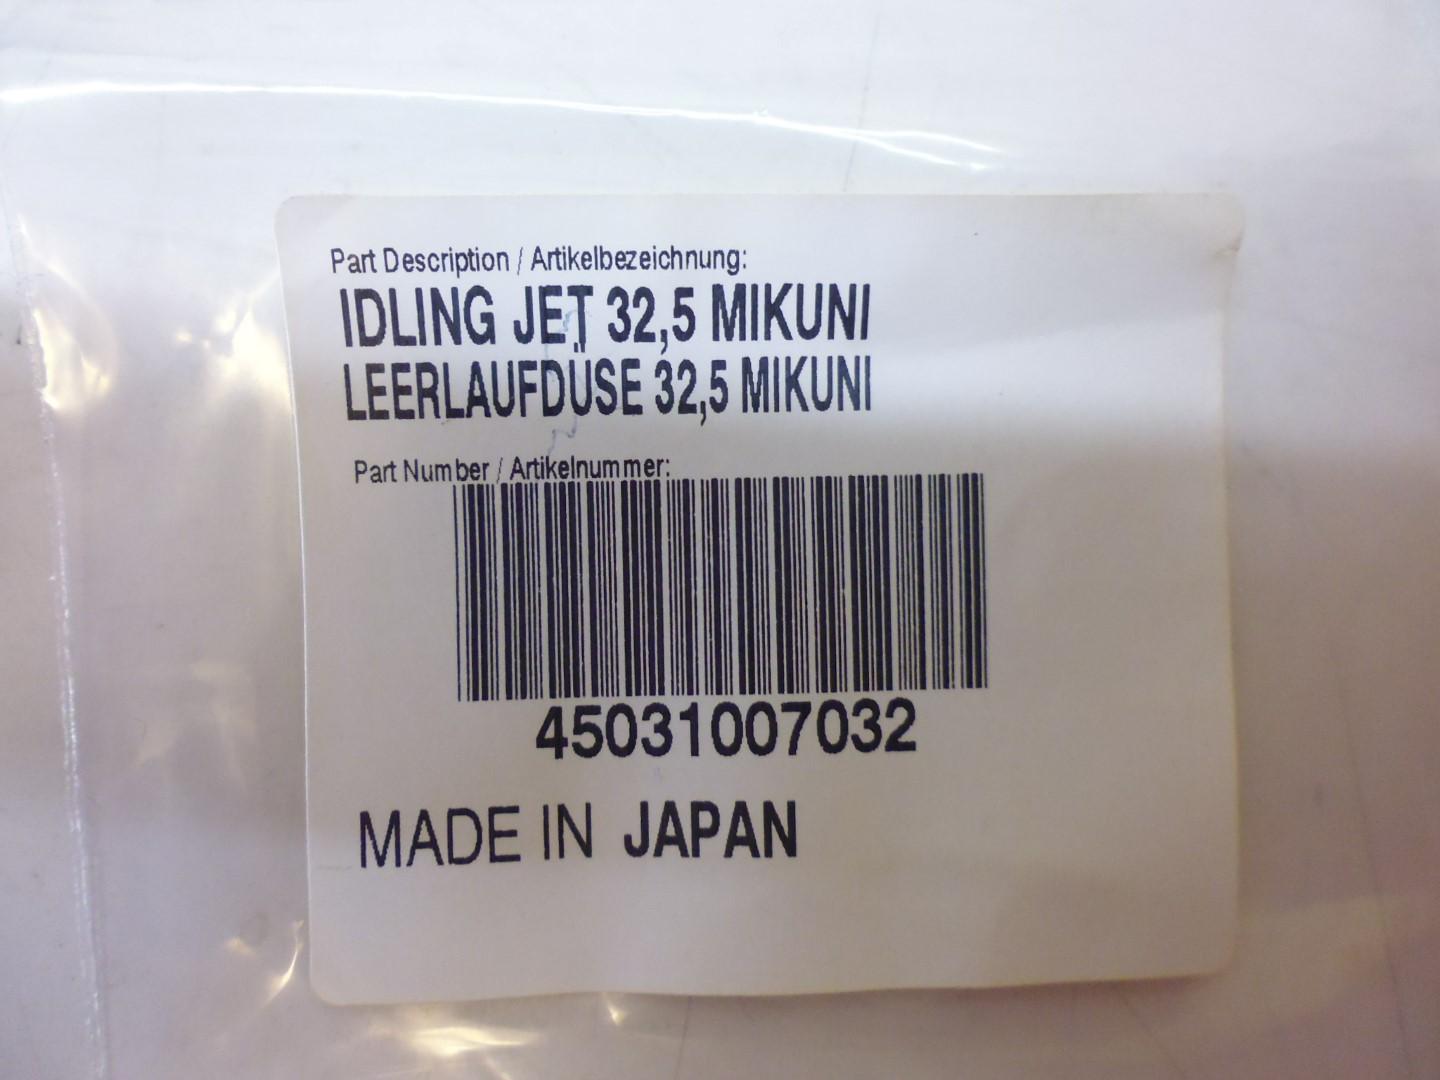 Part Description / Artikelbezeichnung:
IDLING JET 32,5 MIKUNI
LEERLAUFDÜSE 32,5 MIKUNI
Part Number / Artikelnummer:
45031007032
MADE IN JAPAN